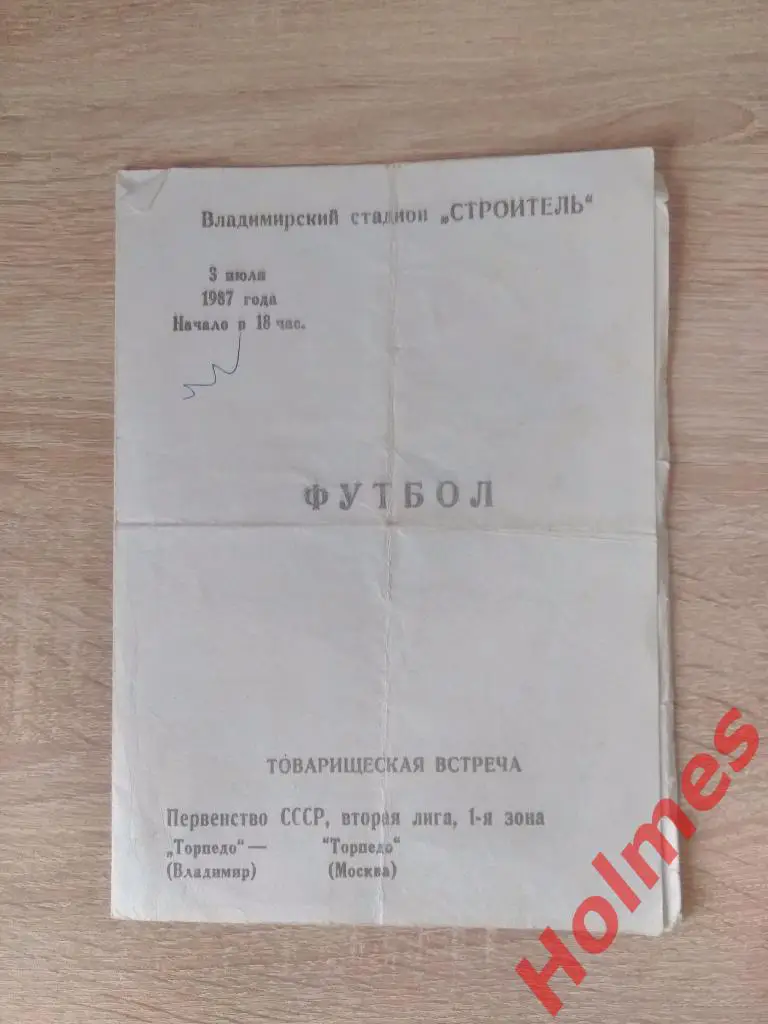 Владимирский стадион „СТРОИТЕЛЬ“
3 июля
1987 года
Начало в 18 час.
ФУТБОЛ
ТОВАРИЩЕСКАЯ ВСТРЕЧА
Первенство СССР, вторая лига, 1-я зона
„Торпедо“ — "Торпедо"
(Владимир) (Москва)
Holmes